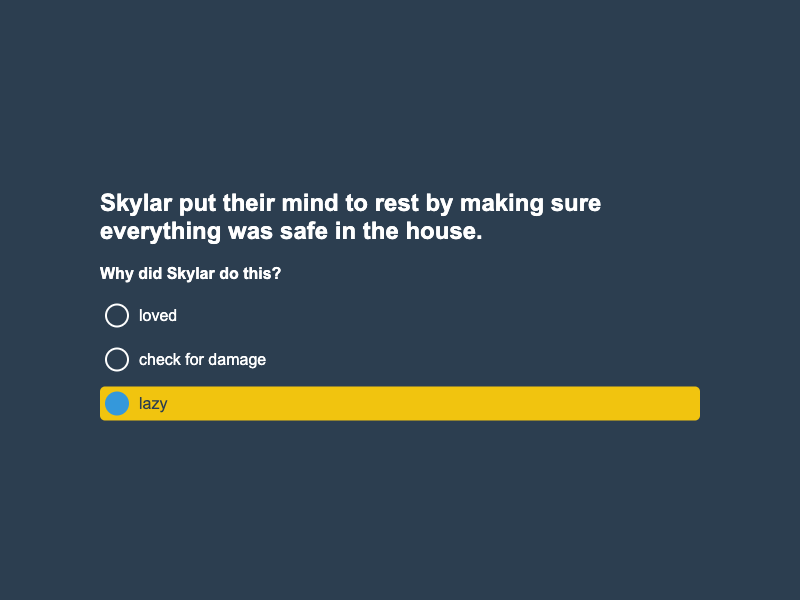 Skylar put their mind to rest by making sure
everything was safe in the house.
Why did Skylar do this?
loved
check for damage
lazy